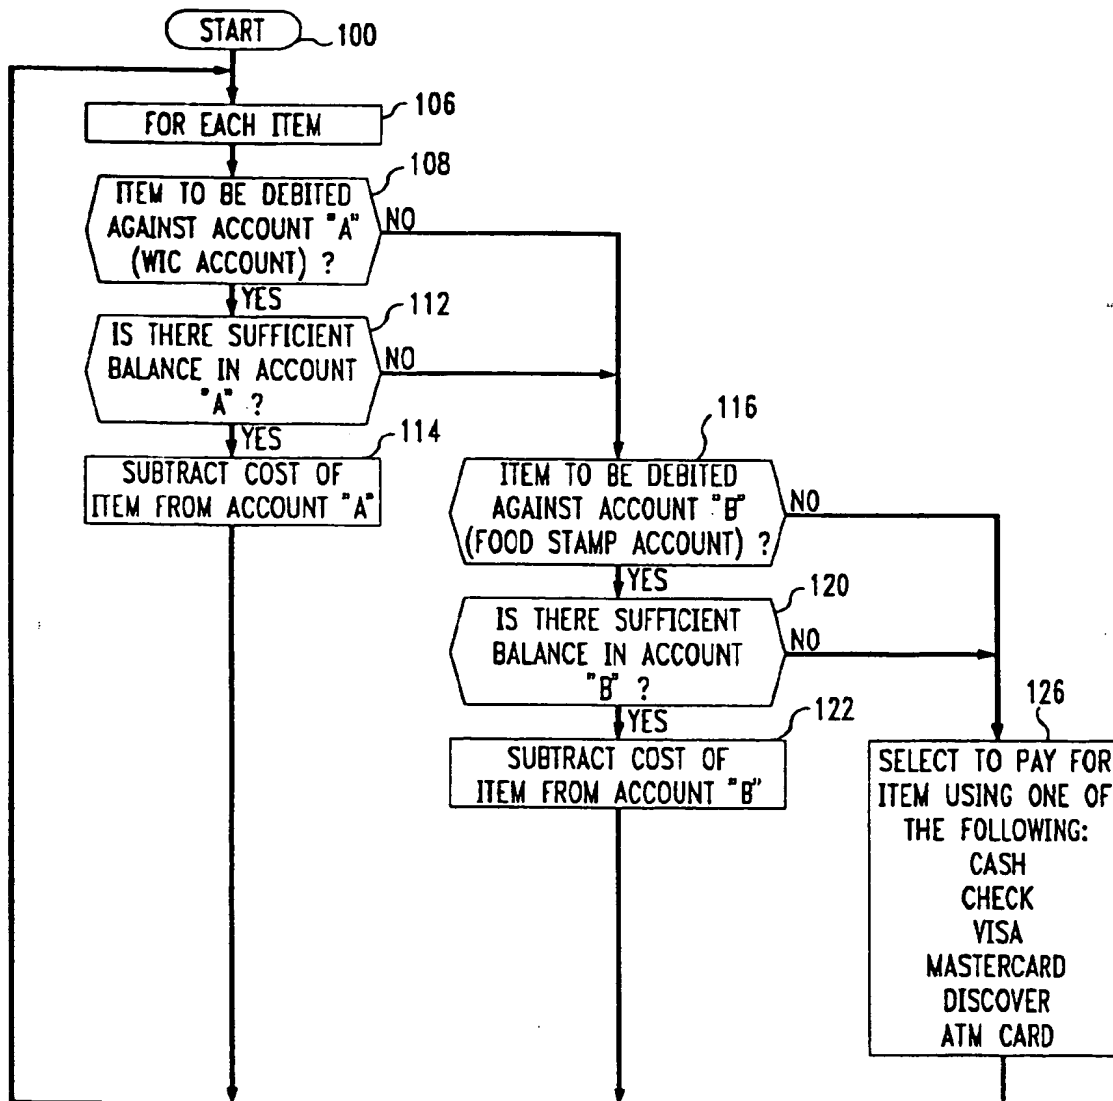 START
100
FOR EACH ITEM
106
108
ITEM TO BE DEBITED
AGAINST ACCOUNT "A"
(WIC ACCOUNT) ?
NO
YES
112
IS THERE SUFFICIENT
BALANCE IN ACCOUNT
"A" ?
NO
YES
114
SUBTRACT COST OF
ITEM FROM ACCOUNT "A"
116
ITEM TO BE DEBITED
AGAINST ACCOUNT "B"
(FOOD STAMP ACCOUNT) ?
NO
YES
120
IS THERE SUFFICIENT
BALANCE IN ACCOUNT
"B" ?
NO
YES
122
SUBTRACT COST OF
ITEM FROM ACCOUNT "B"
126
SELECT TO PAY FOR
ITEM USING ONE OF
THE FOLLOWING:
CASH
CHECK
VISA
MASTERCARD
DISCOVER
ATM CARD